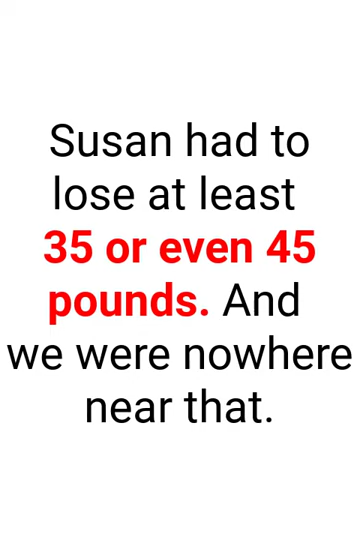 Susan had to
lose at least
35 or even 45
pounds. And
we were nowhere
near that.